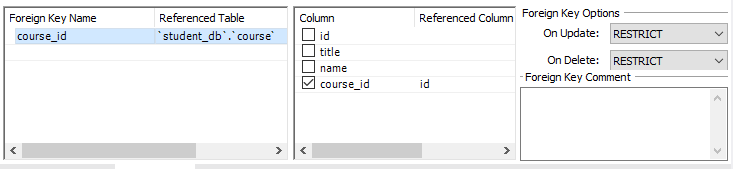 Foreign Key Name Referenced Table
course_id `student_db`.`course`
Column Referenced Column
id
title
name
course_id id
Foreign Key Options
On Update: RESTRICT
On Delete: RESTRICT
Foreign Key Comment